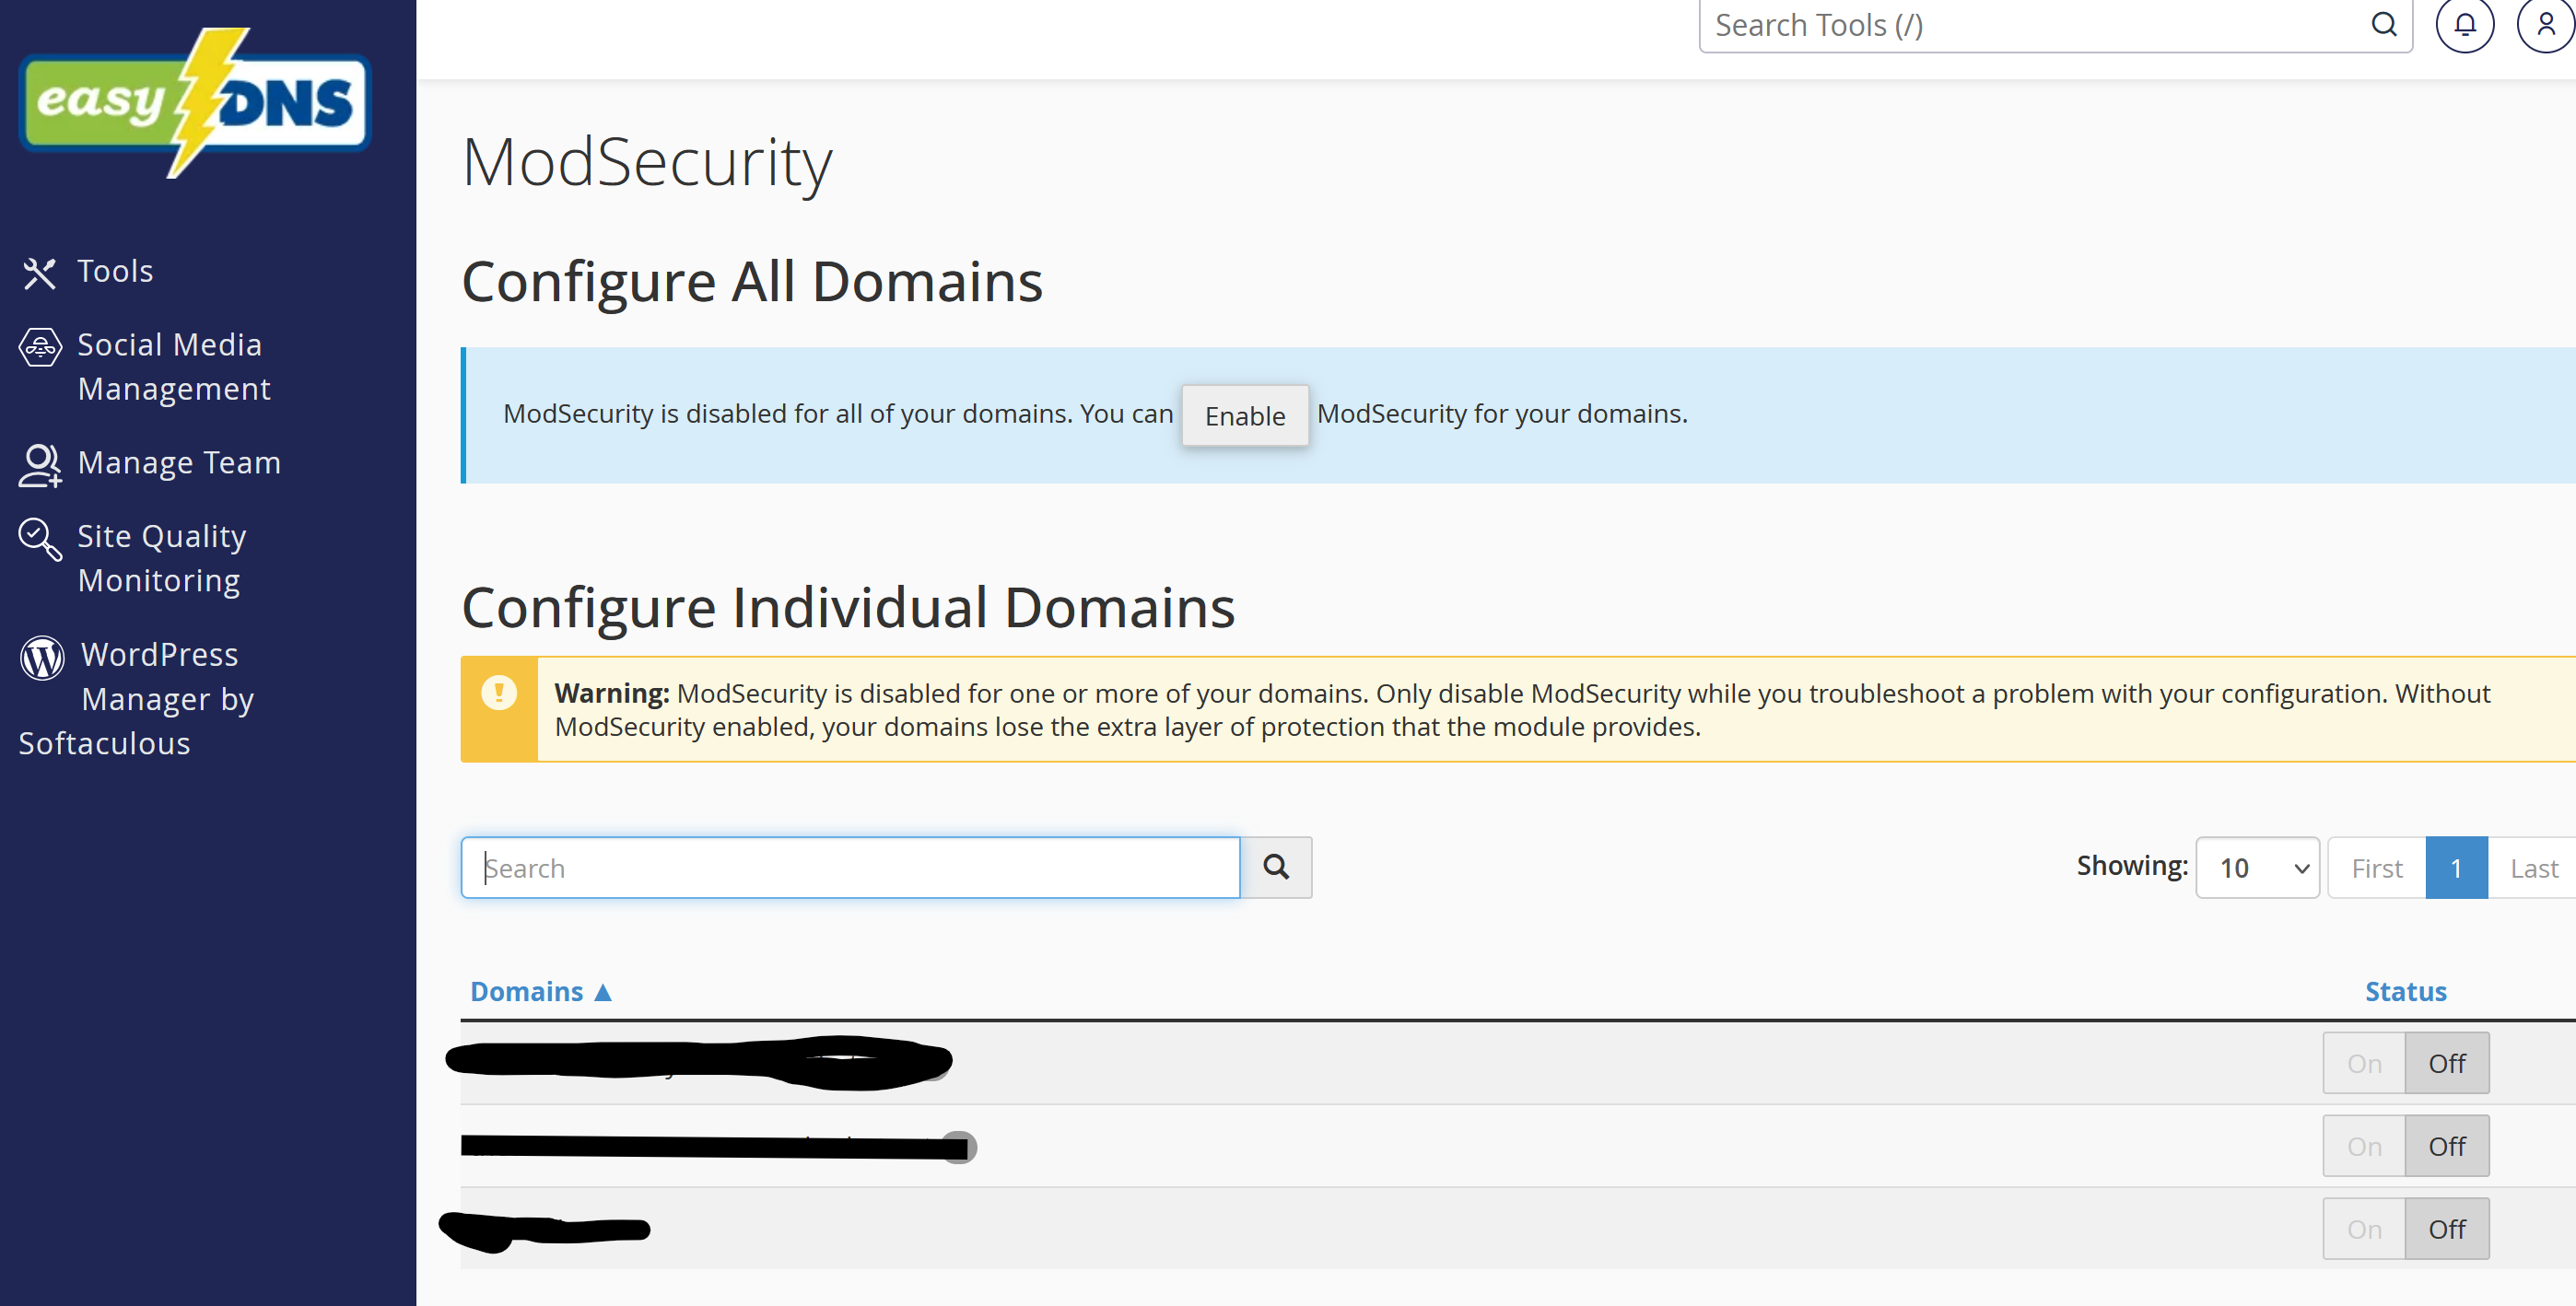 easyDNS
Search Tools (/)
Tools
Social Media
Management
Manage Team
Site Quality
Monitoring
WordPress
Manager by
Softaculous
ModSecurity
Configure All Domains
ModSecurity is disabled for all of your domains. You can Enable ModSecurity for your domains.
Configure Individual Domains
Warning: ModSecurity is disabled for one or more of your domains. Only disable ModSecurity while you troubleshoot a problem with your configuration. Without
ModSecurity enabled, your domains lose the extra layer of protection that the module provides.
Search
Showing: 10 First 1 Last
Domains ▲ Status
On Off
On Off
On Off